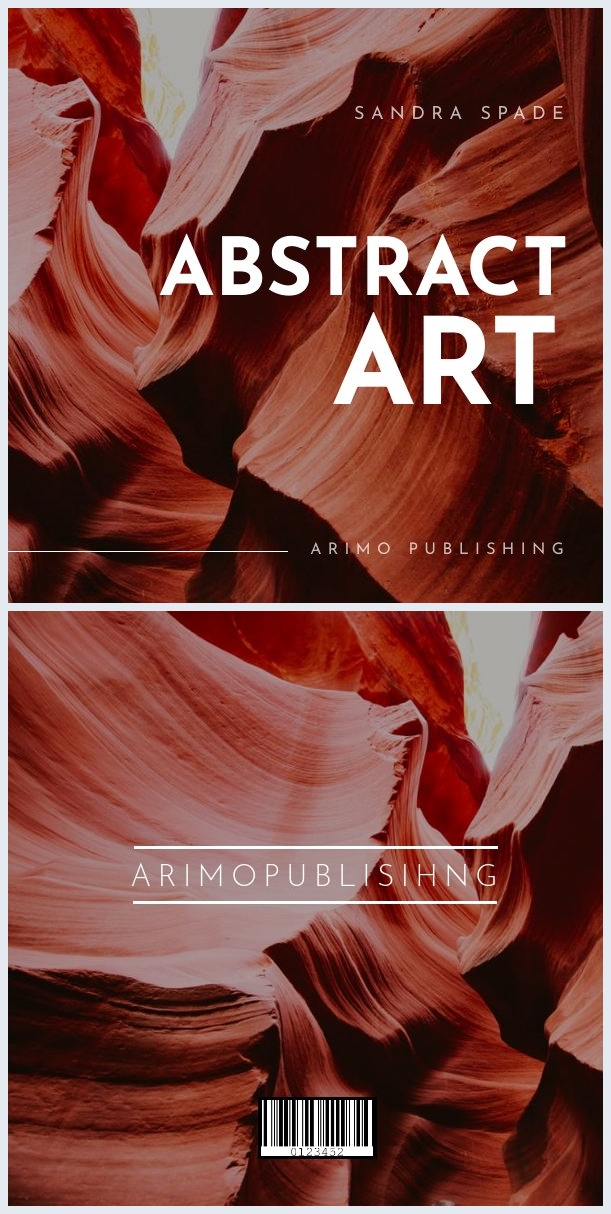 SANDRA SPADE
ABSTRACT
ART
ARIMO PUBLISHING
ARIMOPUBLISIHNG
0123452